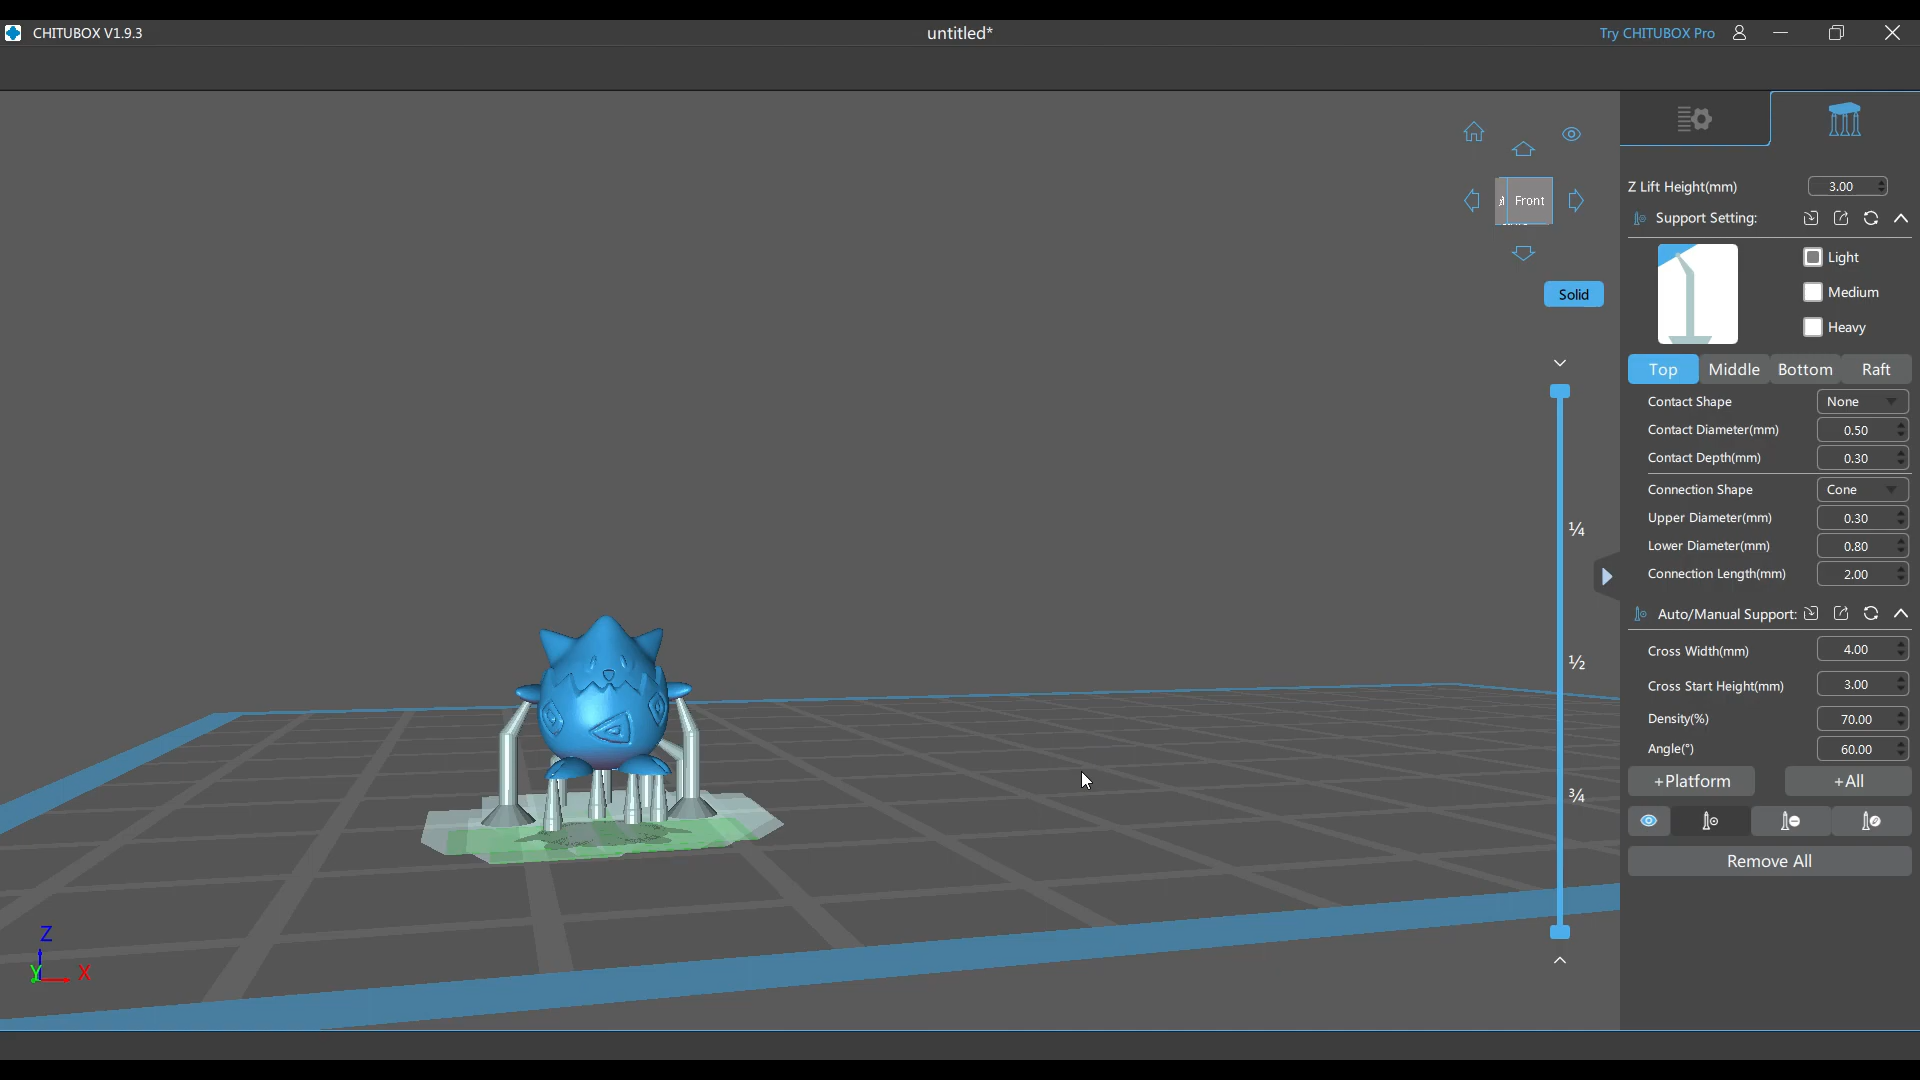 CHITUBOX V1.9.3
untitled*
Try CHITUBOX Pro
Front
Solid
¼
½
¾
Z
Y
X
Z Lift Height(mm) 3.00
Support Setting:
Light
Medium
Heavy
Top Middle Bottom Raft
Contact Shape None
Contact Diameter(mm) 0.50
Contact Depth(mm) 0.30
Connection Shape Cone
Upper Diameter(mm) 0.30
Lower Diameter(mm) 0.80
Connection Length(mm) 2.00
Auto/Manual Support:
Cross Width(mm) 4.00
Cross Start Height(mm) 3.00
Density(%) 70.00
Angle(°) 60.00
+Platform +All
Remove All